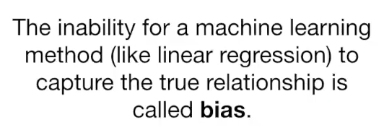 The inability for a machine learning
method (like linear regression) to
capture the true relationship is
called bias.